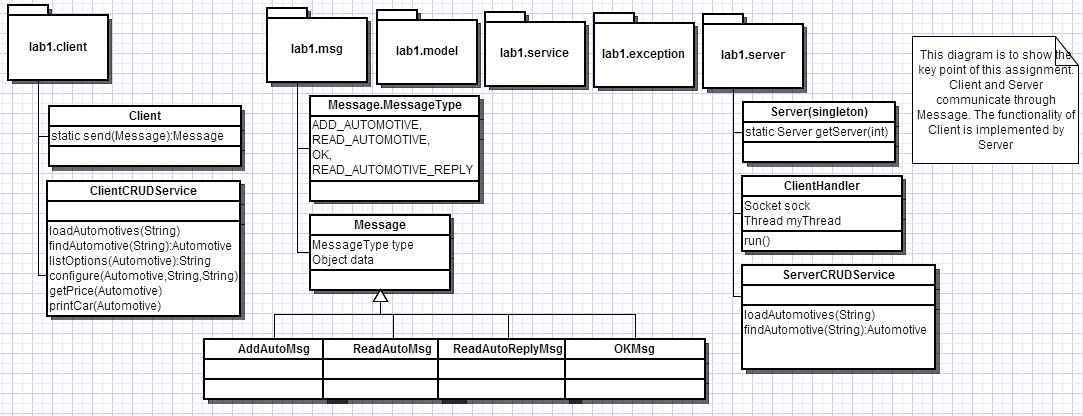 lab1.client
lab1.msg
lab1.model
lab1.service
lab1.exception
lab1.server
This diagram is to show the
key point of this assignment.
Client and Server
communicate through
Message. The functionality of
Client is implemented by
Server
Client
static send(Message):Message
ClientCRUDService
loadAutomotives(String)
findAutomotive(String):Automotive
listOptions(Automotive):String
configure(Automotive,String,String)
getPrice(Automotive)
printCar(Automotive)
Message.MessageType
ADD_AUTOMOTIVE,
READ_AUTOMOTIVE,
OK,
READ_AUTOMOTIVE_REPLY
Message
MessageType type
Object data
AddAutoMsg
ReadAutoMsg
ReadAutoReplyMsg
OKMsg
Server(singleton)
static Server getServer(int)
ClientHandler
Socket sock
Thread myThread
run()
ServerCRUDService
loadAutomotives(String)
findAutomotive(String):Automotive